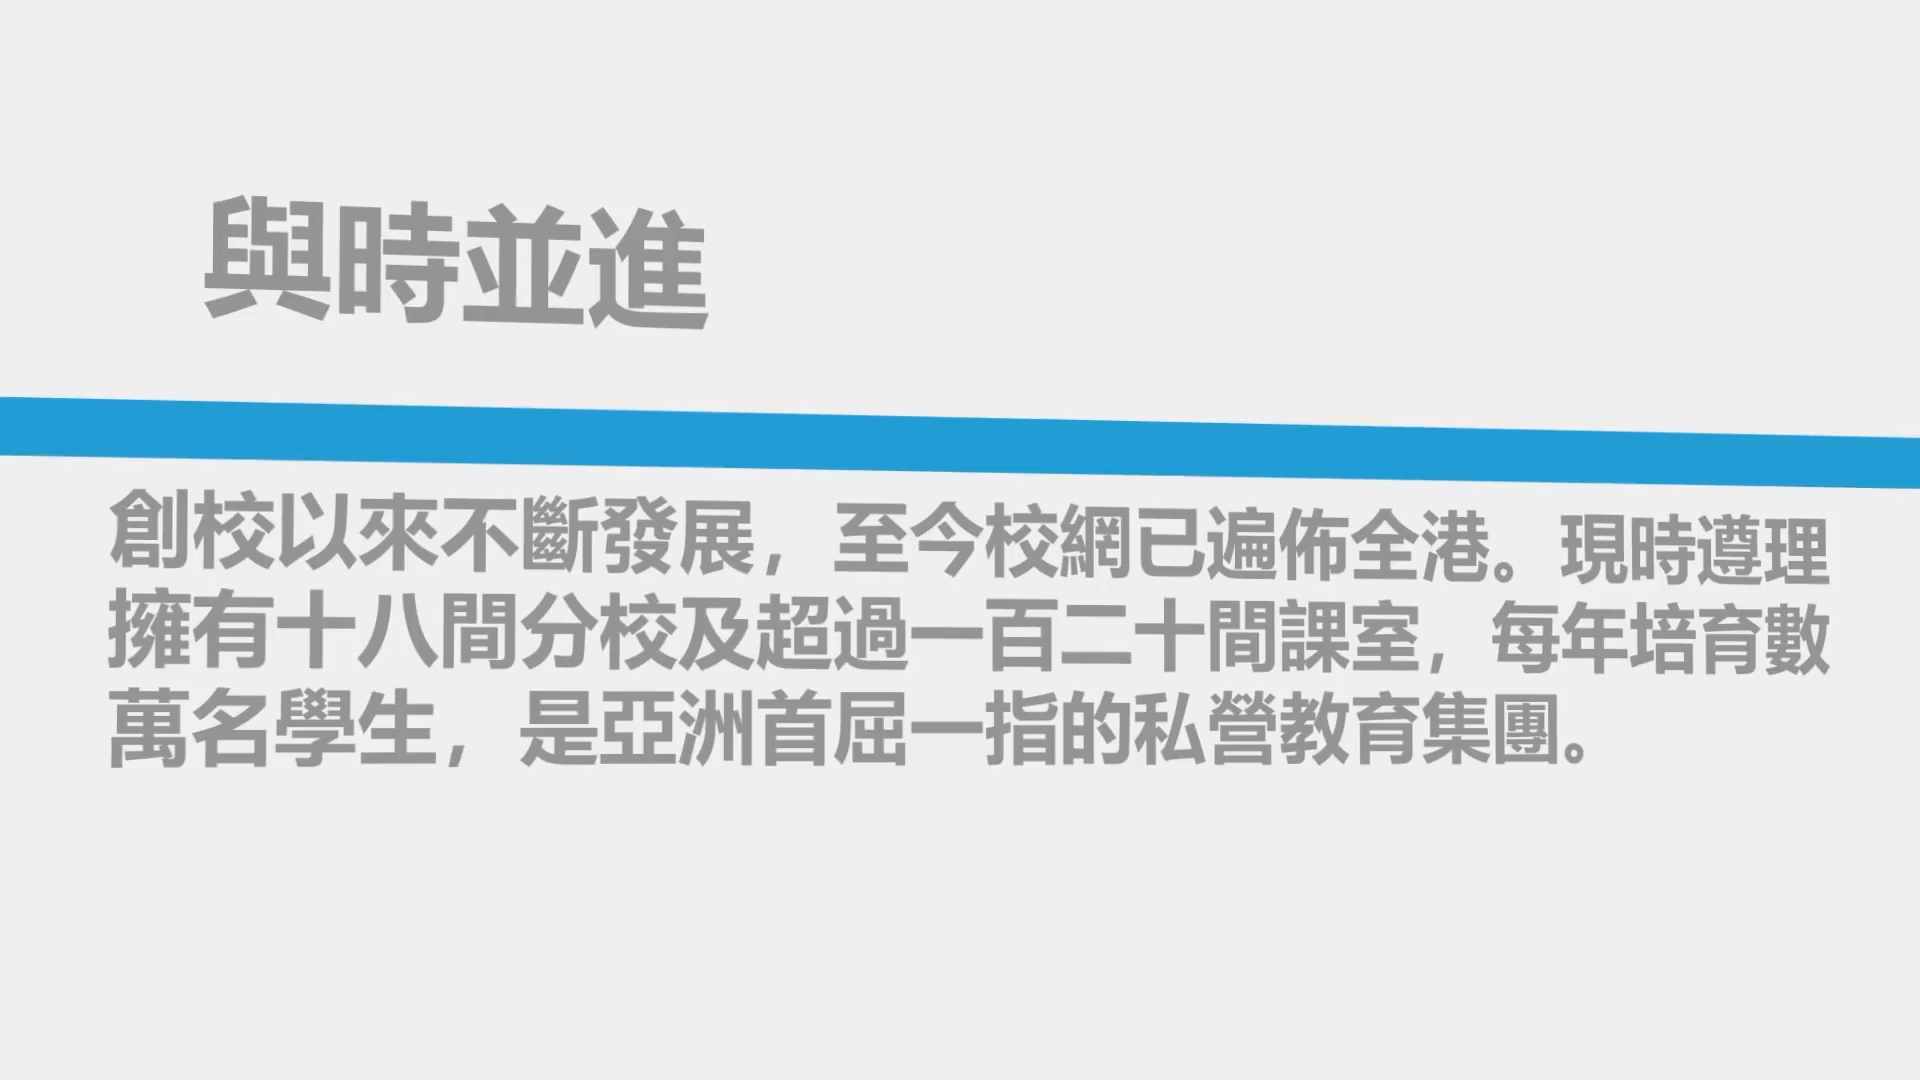 與時並進
創校以來不斷發展，至今校網已遍佈全港。現時遵理
擁有十八間分校及超過一百二十間課室，每年培育數
萬名學生，是亞洲首屈一指的私營教育集團。